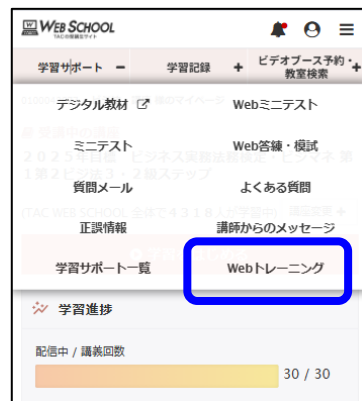 WEB SCHOOL
TACの受講生サイト
学習サポート － 学習記録 ＋ ビデオブース予約・教室検索 ＋
デジタル教材 Webミニテスト
ミニテスト Web答練・模試
質問メール よくある質問
正誤情報 講師からのメッセージ
学習サポート一覧 Webトレーニング
学習進捗
配信中 / 講義回数
30 / 30